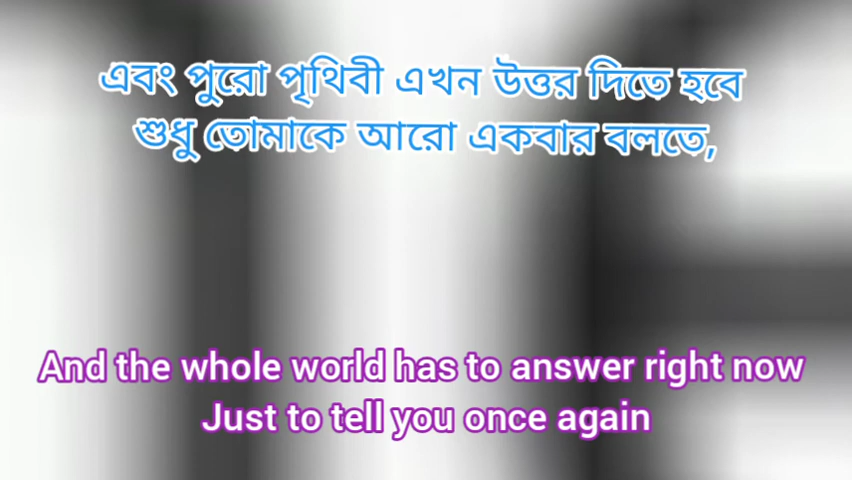 এবং পুরো পৃথিবী এখন উত্তর দিতে হবে
শুধু তোমাকে আরো একবার বলতে,
And the whole world has to answer right now
Just to tell you once again